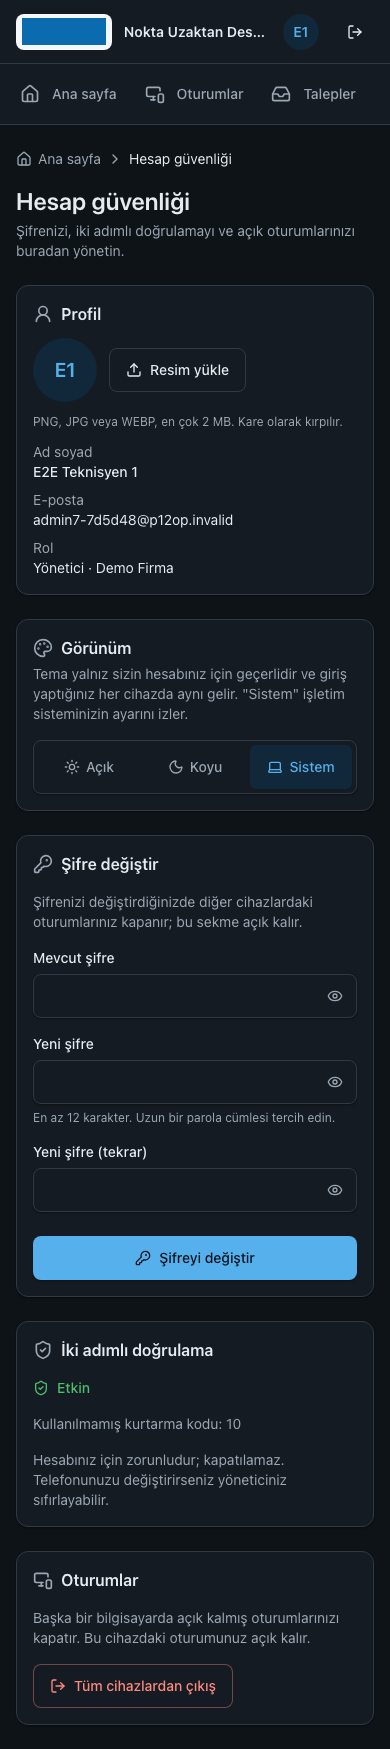 Nokta Uzaktan Des...
E1
Ana sayfa
Oturumlar
Talepler
Ana sayfa
Hesap güvenliği
Hesap güvenliği
Şifrenizi, iki adımlı doğrulamayı ve açık oturumlarınızı
buradan yönetin.
Profil
E1
Resim yükle
PNG, JPG veya WEBP, en çok 2 MB. Kare olarak kırpılır.
Ad soyad
E2E Teknisyen 1
E-posta
admin7-7d5d48@p12op.invalid
Rol
Yönetici · Demo Firma
Görünüm
Tema yalnız sizin hesabınız için geçerlidir ve giriş
yaptığınız her cihazda aynı gelir. "Sistem" işletim
sisteminizin ayarını izler.
Açık
Koyu
Sistem
Şifre değiştir
Şifrenizi değiştirdiğinizde diğer cihazlardaki
oturumlarınız kapanır; bu sekme açık kalır.
Mevcut şifre
Yeni şifre
En az 12 karakter. Uzun bir parola cümlesi tercih edin.
Yeni şifre (tekrar)
Şifreyi değiştir
İki adımlı doğrulama
Etkin
Kullanılmamış kurtarma kodu: 10
Hesabınız için zorunludur; kapatılamaz.
Telefonunuzu değiştirirseniz yöneticiniz
sıfırlayabilir.
Oturumlar
Başka bir bilgisayarda açık kalmış oturumlarınızı
kapatır. Bu cihazdaki oturumunuz açık kalır.
Tüm cihazlardan çıkış